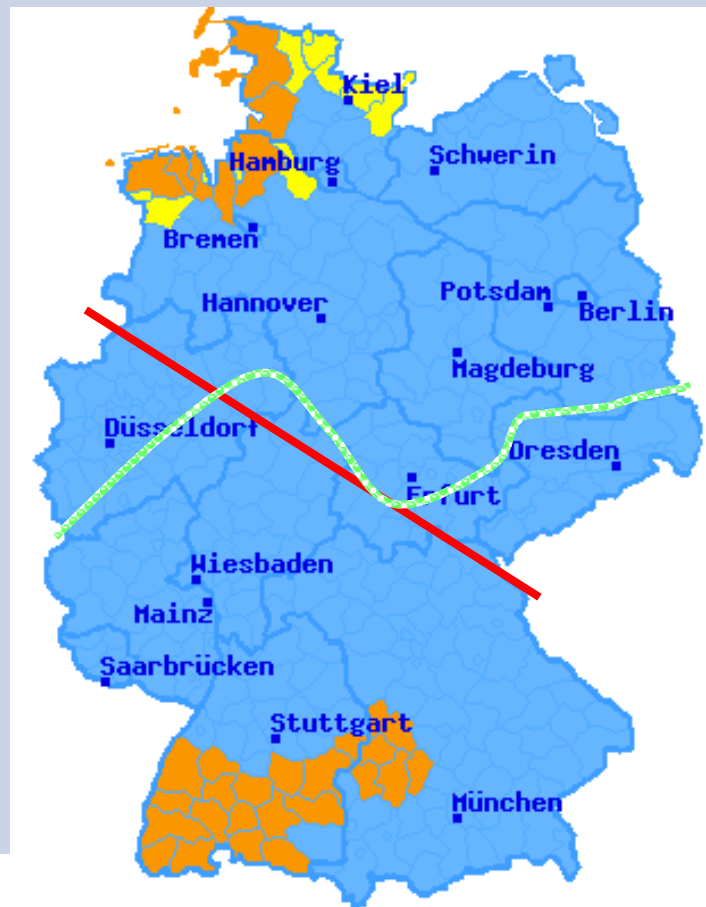 Kiel
Hamburg
Schwerin
Bremen
Hannover
Potsdam
Berlin
Magdeburg
Düsseldorf
Dresden
Erfurt
Wiesbaden
Mainz
Saarbrücken
Stuttgart
München